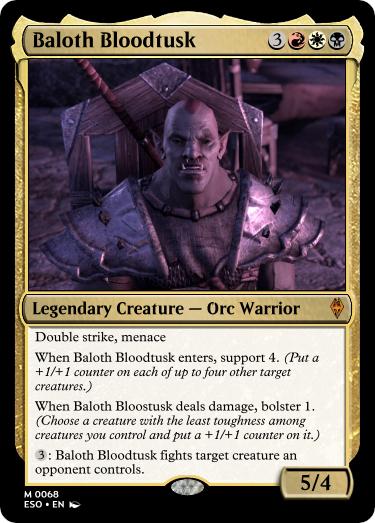 Baloth Bloodtusk 3
Legendary Creature — Orc Warrior
Double strike, menace
When Baloth Bloodtusk enters, support 4. (Put a
+1/+1 counter on each of up to four other target
creatures.)
When Baloth Bloostusk deals damage, bolster 1.
(Choose a creature with the least toughness among
creatures you control and put a +1/+1 counter on it.)
3: Baloth Bloodtusk fights target creature an
opponent controls.
5/4
M 0068
ESO • EN